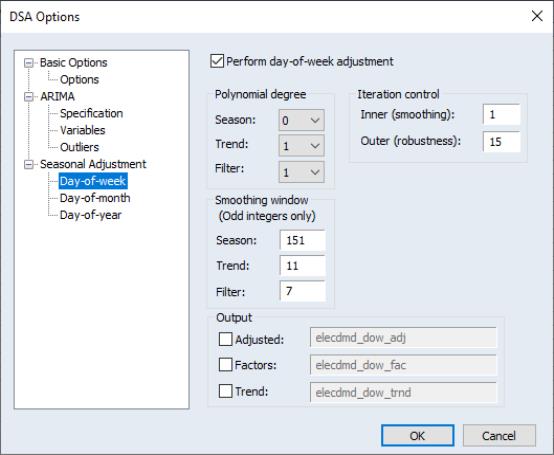 DSA Options
Basic Options
Options
ARIMA
Specification
Variables
Outliers
Seasonal Adjustment
Day-of-week
Day-of-month
Day-of-year
Perform day-of-week adjustment
Polynomial degree
Season: 0
Trend: 1
Filter: 1
Iteration control
Inner (smoothing): 1
Outer (robustness): 15
Smoothing window
(Odd integers only)
Season: 151
Trend: 11
Filter: 7
Output
Adjusted: elecdmd_dow_adj
Factors: elecdmd_dow_fac
Trend: elecdmd_dow_trnd
OK Cancel